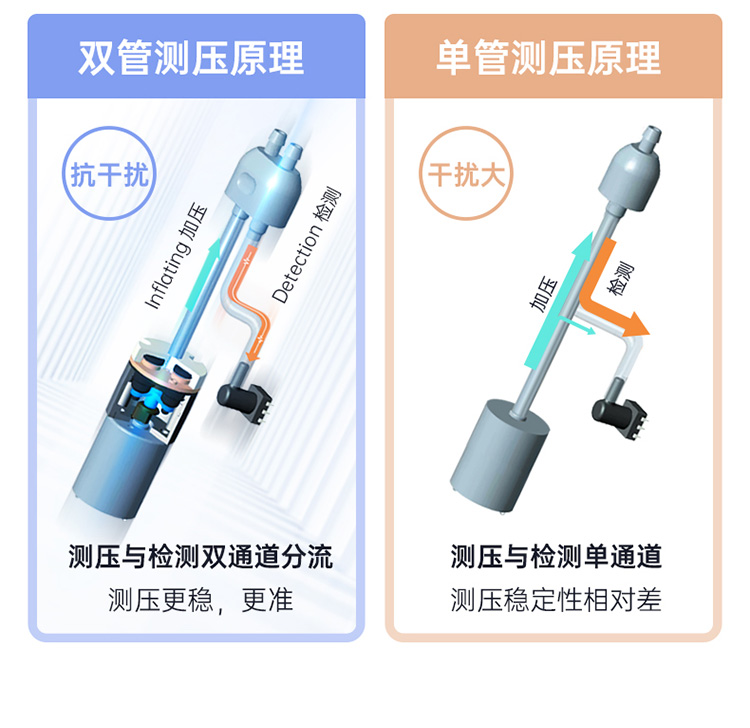 双管测压原理
抗干扰
Inflating 加压
Detection 检测
测压与检测双通道分流
测压更稳，更准
单管测压原理
干扰大
加压
检测
测压与检测单通道
测压稳定性相对差